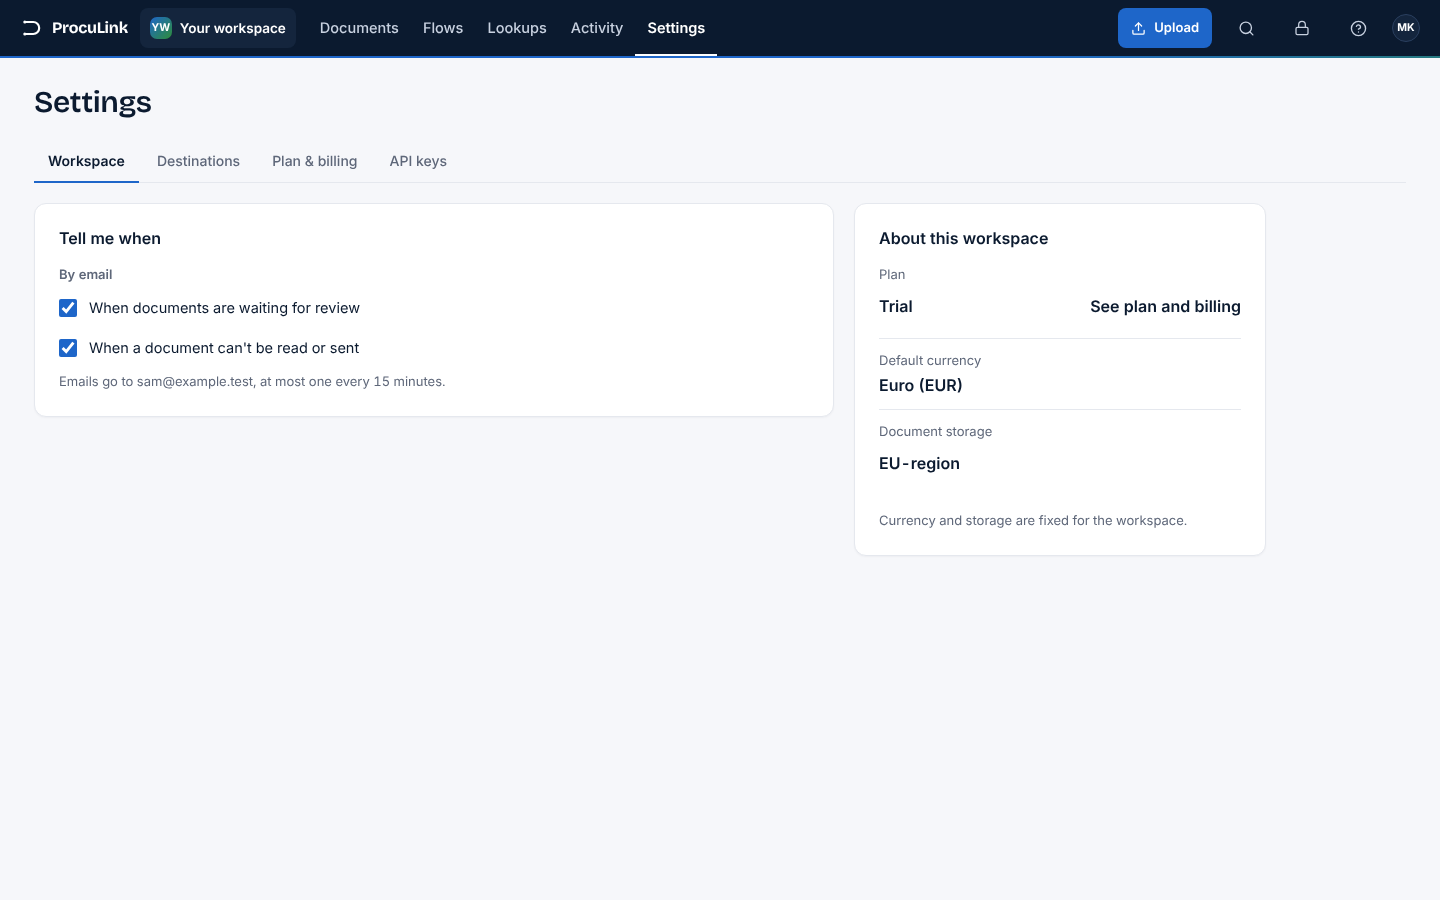 ProcuLink
YW Your workspace
Documents
Flows
Lookups
Activity
Settings
Upload
MK
Settings
Workspace
Destinations
Plan & billing
API keys
Tell me when
By email
When documents are waiting for review
When a document can't be read or sent
Emails go to sam@example.test, at most one every 15 minutes.
About this workspace
Plan
Trial
See plan and billing
Default currency
Euro (EUR)
Document storage
EU-region
Currency and storage are fixed for the workspace.